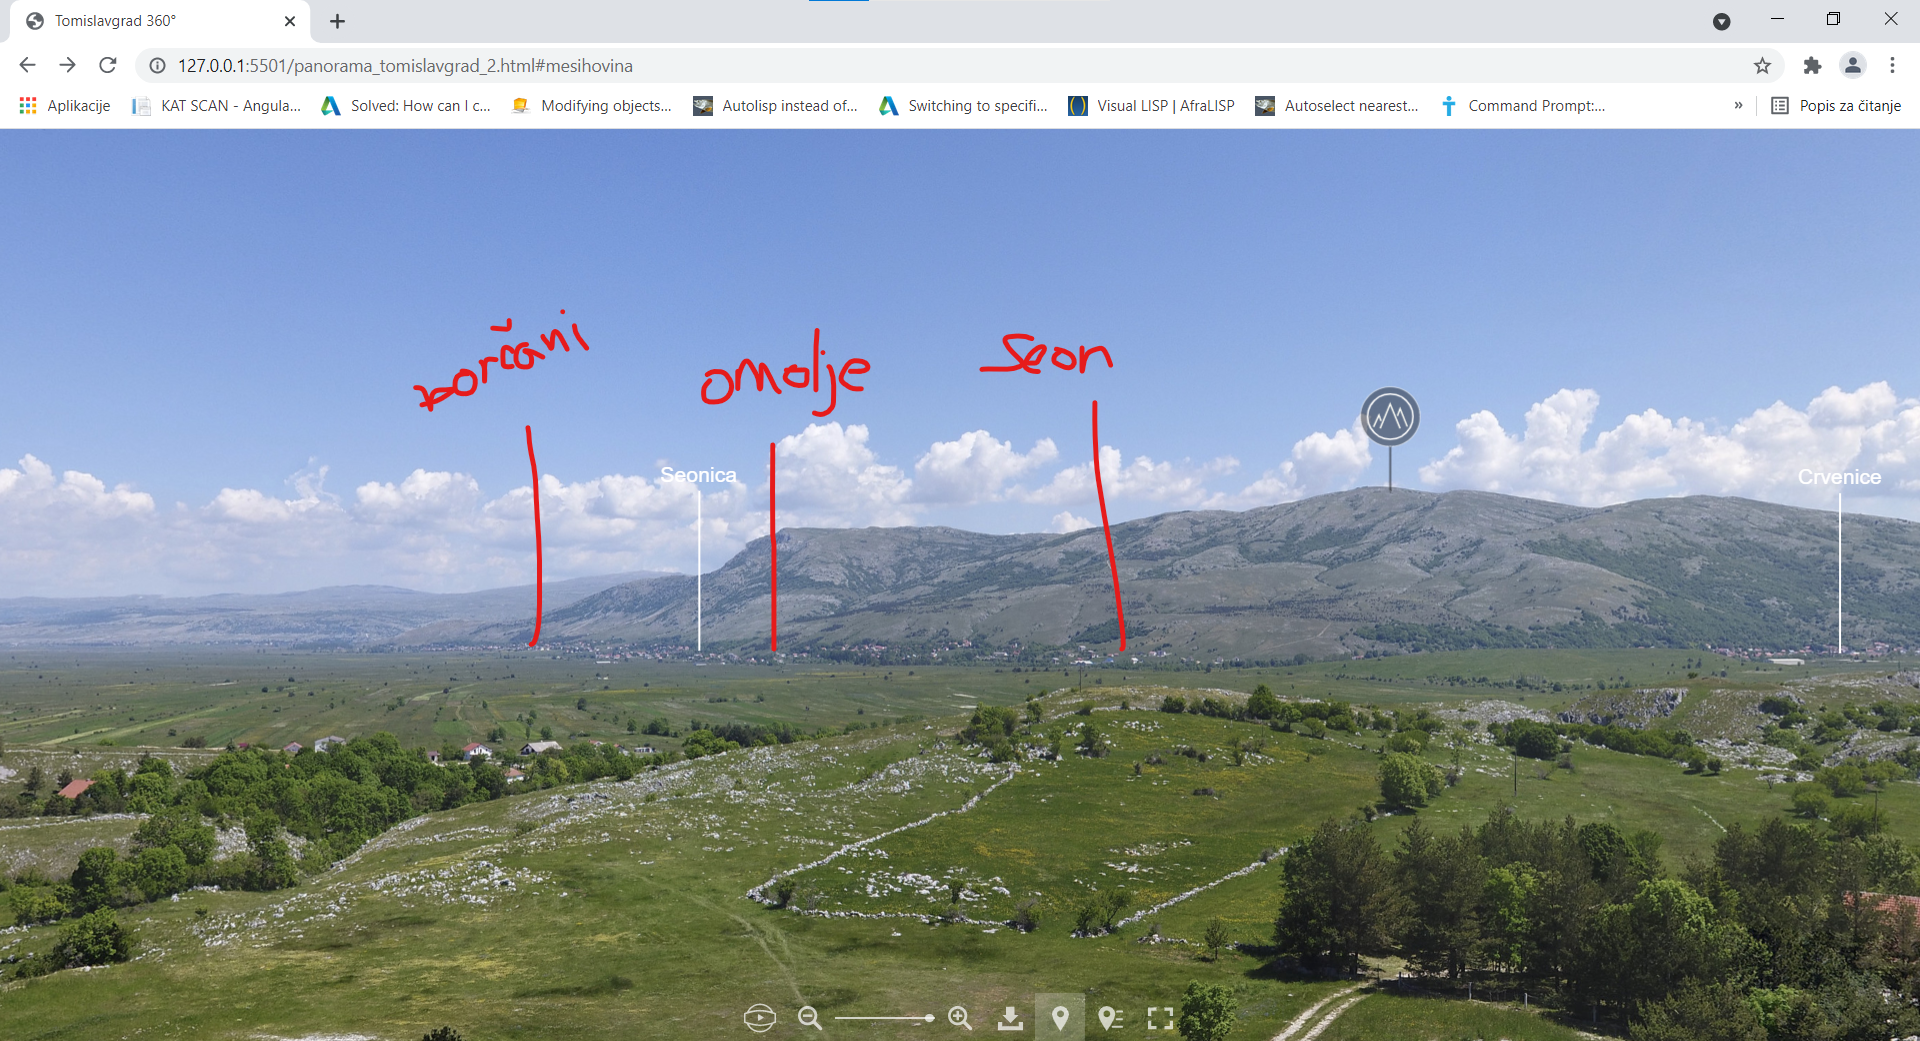 Tomislavgrad 360°
127.0.0.1:5501/panorama_tomislavgrad_2.html#mesihovina
Aplikacije
KAT SCAN - Angula...
Solved: How can I c...
Modifying objects...
Autolisp instead of...
Switching to specifi...
Visual LISP | AfraLISP
Autoselect nearest...
Command Prompt:...
»
Popis za čitanje
omolje
Seon
Seonica
Crvenice